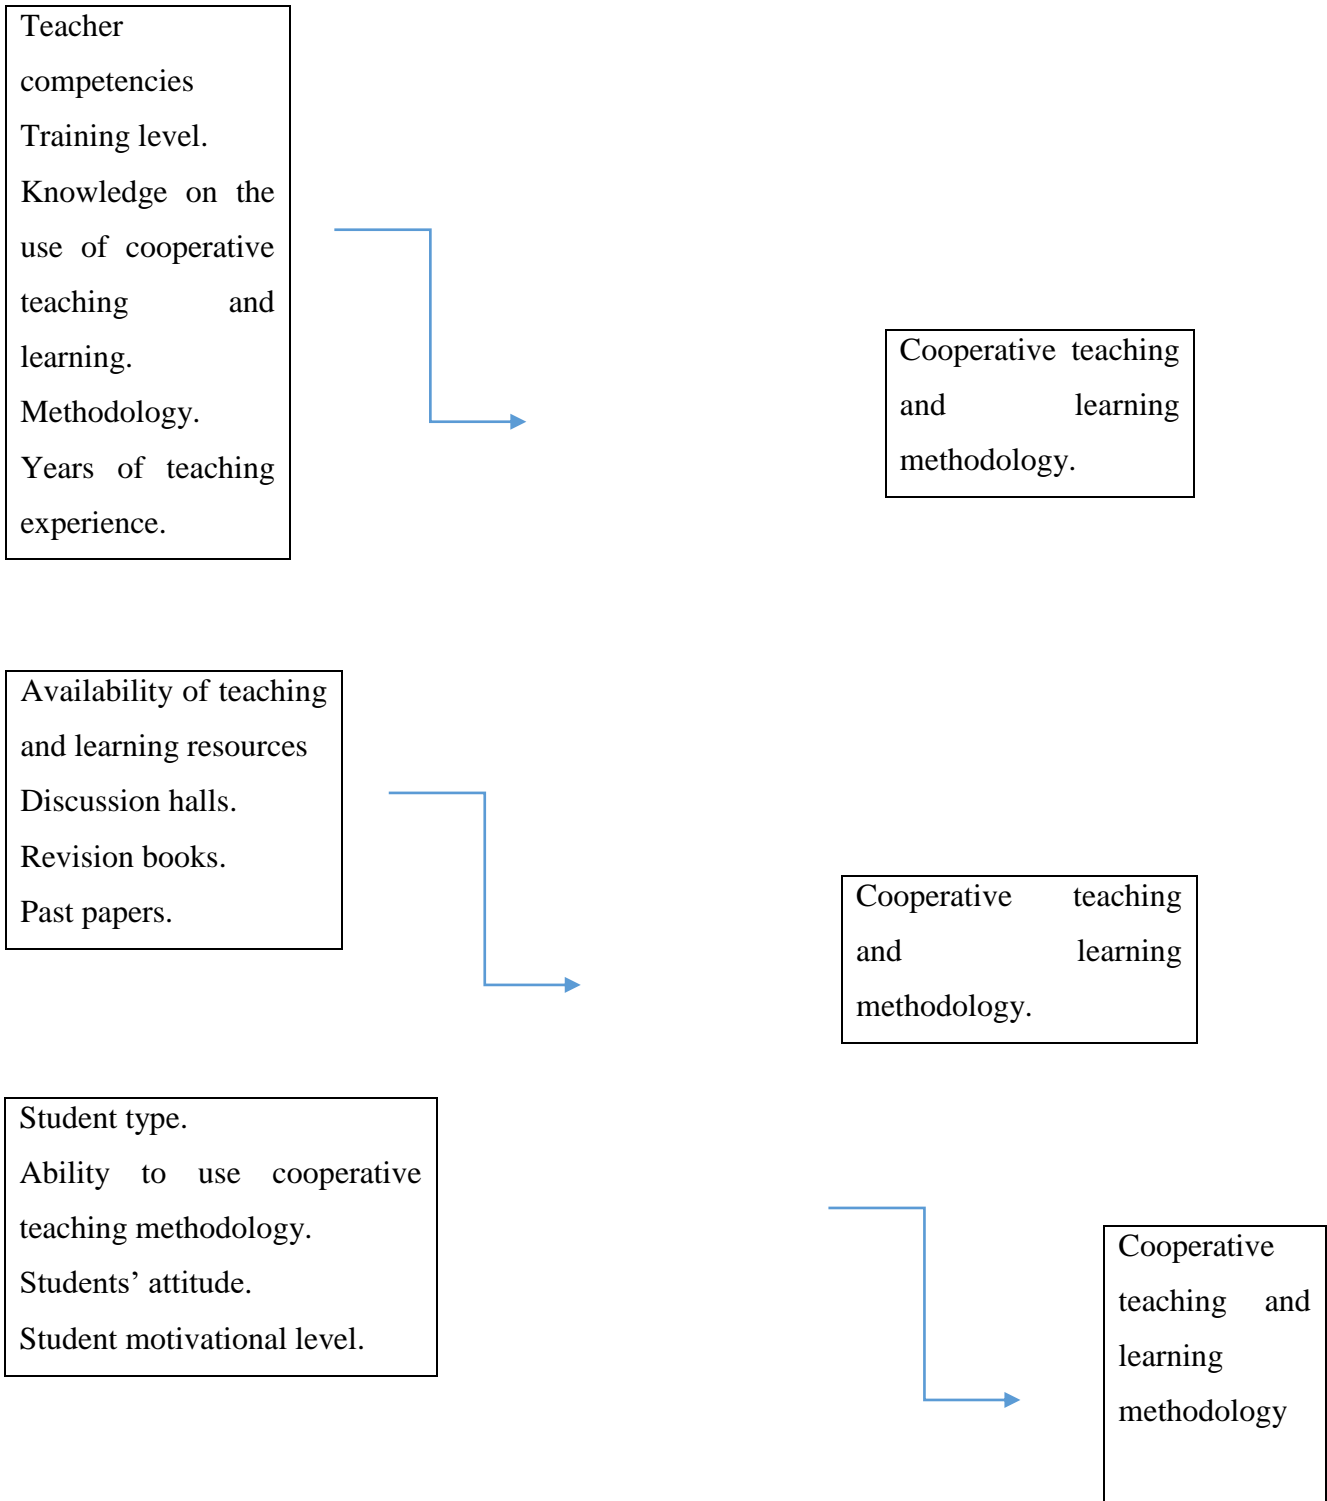 Teacher
competencies
Training level.
Knowledge on the
use of cooperative
teaching and
learning.
Methodology.
Years of teaching
experience.
Cooperative teaching
and learning
methodology.
Availability of teaching
and learning resources
Discussion halls.
Revision books.
Past papers.
Cooperative teaching
and learning
methodology.
Student type.
Ability to use cooperative
teaching methodology.
Students’ attitude.
Student motivational level.
Cooperative
teaching and
learning
methodology